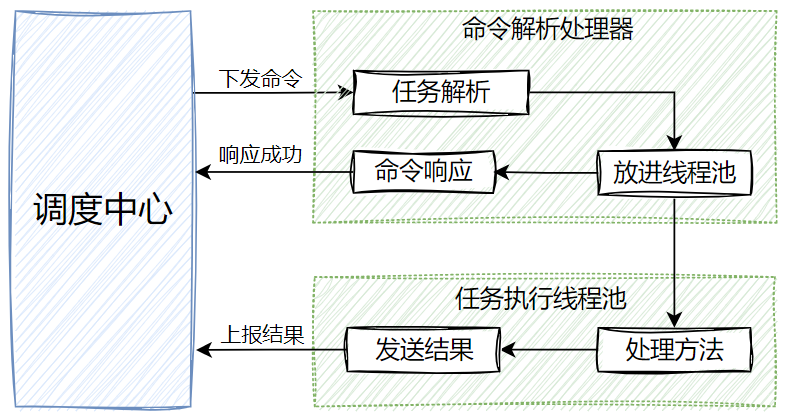 命令解析处理器
下发命令
任务解析
响应成功
命令响应
放进线程池
调度中心
任务执行线程池
上报结果
发送结果
处理方法